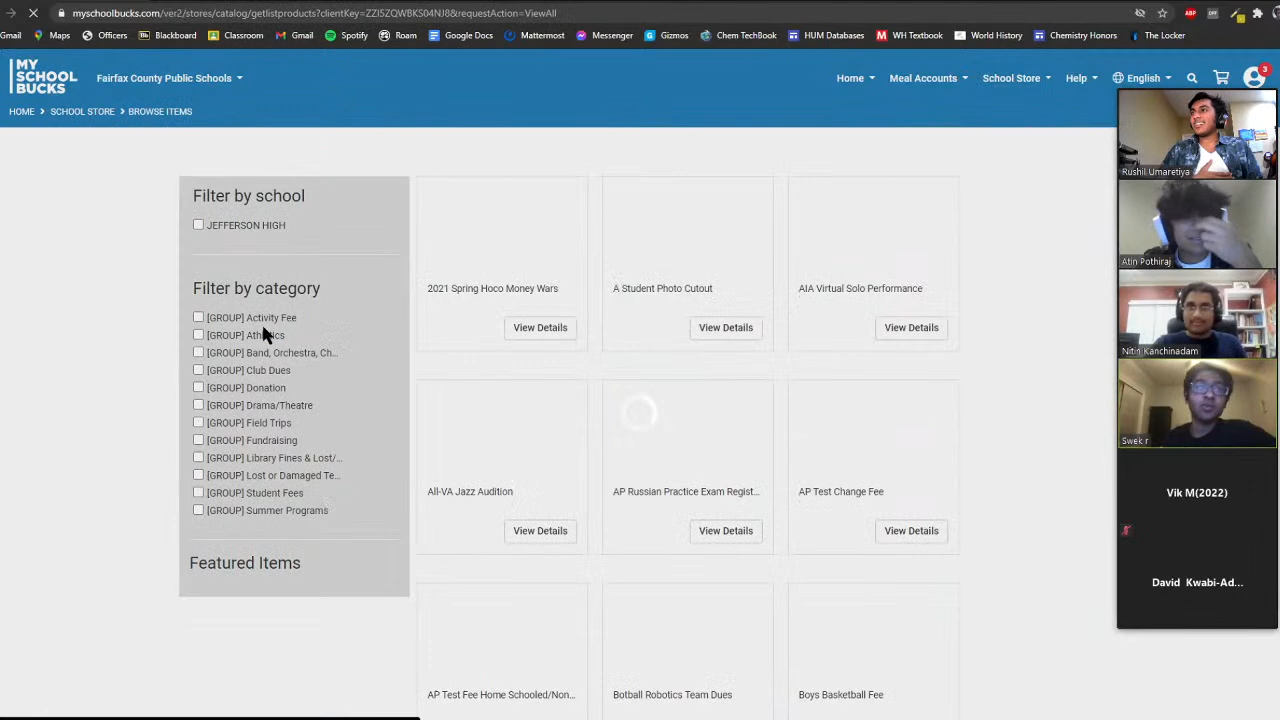 myschoolbucks.com/ver2/stores/catalog/getlistproducts?clientKey=ZZI5ZQWBKS04NJ8&requestAction=ViewAll
ABP
OFF
Gmail Maps Officers Blackboard Classroom Gmail Spotify Roam Google Docs Mattermost Messenger Gizmos Chem TechBook HUM Databases WH Textbook World History Chemistry Honors The Locker
MY
SCHOOL
BUCKS
Fairfax County Public Schools
Home Meal Accounts School Store Help English
3
HOME > SCHOOL STORE > BROWSE ITEMS
Filter by school
JEFFERSON HIGH
Filter by category
[GROUP] Activity Fee
[GROUP] Athletics
[GROUP] Band, Orchestra, Ch...
[GROUP] Club Dues
[GROUP] Donation
[GROUP] Drama/Theatre
[GROUP] Field Trips
[GROUP] Fundraising
[GROUP] Library Fines & Lost/...
[GROUP] Lost or Damaged Te...
[GROUP] Student Fees
[GROUP] Summer Programs
Featured Items
2021 Spring Hoco Money Wars
View Details
A Student Photo Cutout
View Details
AIA Virtual Solo Performance
View Details
All-VA Jazz Audition
View Details
AP Russian Practice Exam Regist...
View Details
AP Test Change Fee
View Details
AP Test Fee Home Schooled/Non...
Botball Robotics Team Dues
Boys Basketball Fee
Rushil Umaretiya
Atin Pothiraj
Nitin Kanchinadam
Swek r
Vik M(2022)
David Kwabi-Ad...